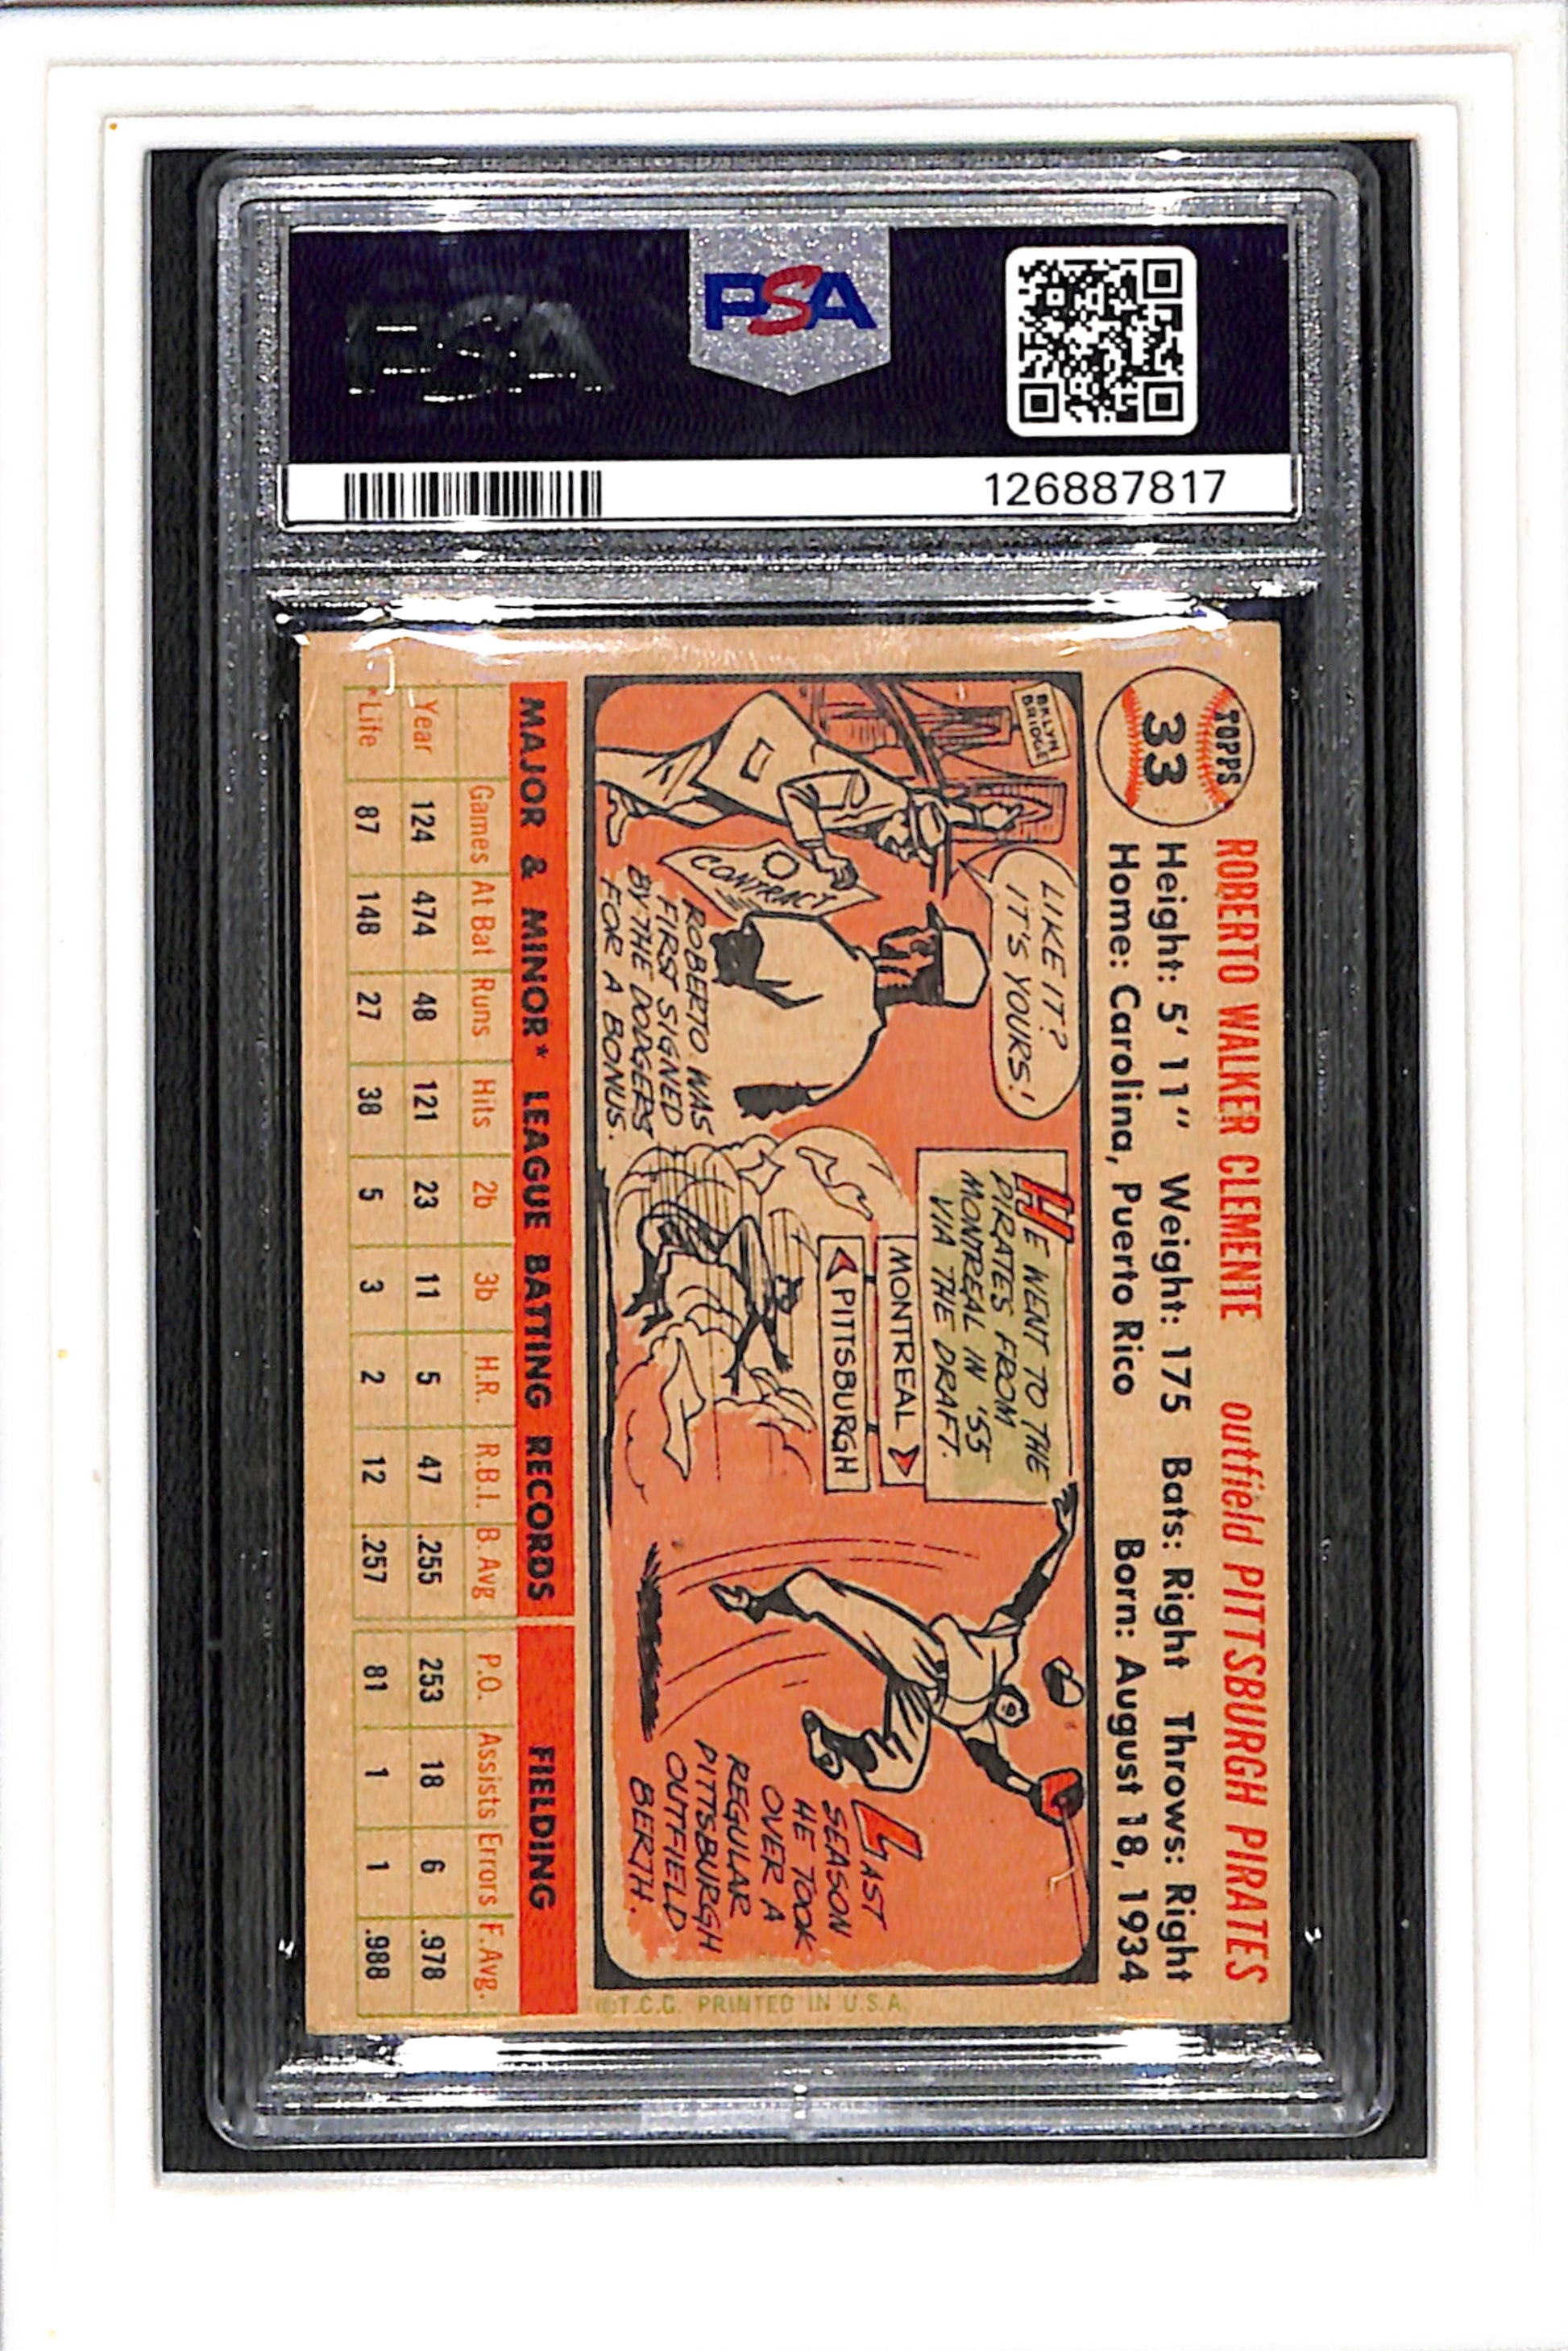 PSA
PSA
126887817
TOPPS
33
ROBERTO WALKER CLEMENTE outfield PITTSBURGH PIRATES
Height: 5' 11" Weight: 175 Bats: Right Throws: Right
Home: Carolina, Puerto Rico Born: August 18, 1934
BKLYN
BRIDGE
LIKE IT?
IT'S YOURS!
CONTRACT
ROBERTO WAS
FIRST SIGNED
BY THE DODGERS
FOR A BONUS.
HE WENT TO THE
PIRATES FROM
MONTREAL IN '55
VIA THE DRAFT.
MONTREAL
PITTSBURGH
LAST
SEASON
HE TOOK
OVER A
REGULAR
PITTSBURGH
OUTFIELD
BERTH.
MAJOR & MINOR* LEAGUE BATTING RECORDS FIELDING
Games At Bat Runs Hits 2b 3b H.R. R.B.I. B.Avg P.O. Assists Errors F.Avg.
Year 124 474 48 121 23 11 5 47 .255 253 18 6 .978
*Life 87 148 27 38 5 3 2 12 .257 81 1 1 .988
©T.C.G. PRINTED IN U.S.A.